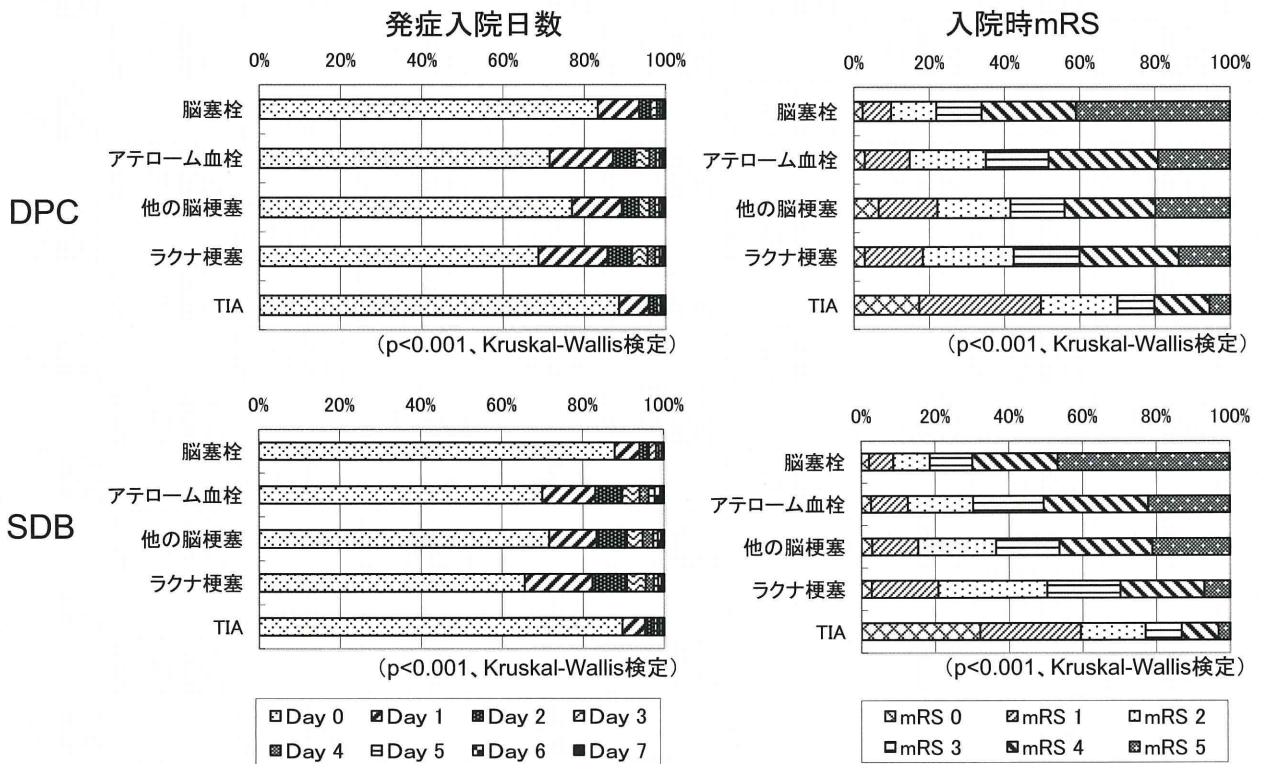 発症入院日数
0% 20% 40% 60% 80% 100%
脳塞栓
アテローム血栓
他の脳梗塞
ラクナ梗塞
TIA
(p<0.001、Kruskal-Wallis検定)
入院時mRS
0% 20% 40% 60% 80% 100%
脳塞栓
アテローム血栓
他の脳梗塞
ラクナ梗塞
TIA
(p<0.001、Kruskal-Wallis検定)
DPC
0% 20% 40% 60% 80% 100%
脳塞栓
アテローム血栓
他の脳梗塞
ラクナ梗塞
TIA
(p<0.001、Kruskal-Wallis検定)
0% 20% 40% 60% 80% 100%
脳塞栓
アテローム血栓
他の脳梗塞
ラクナ梗塞
TIA
(p<0.001、Kruskal-Wallis検定)
SDB
Day 0 Day 1 Day 2 Day 3
Day 4 Day 5 Day 6 Day 7
mRS 0 mRS 1 mRS 2
mRS 3 mRS 4 mRS 5